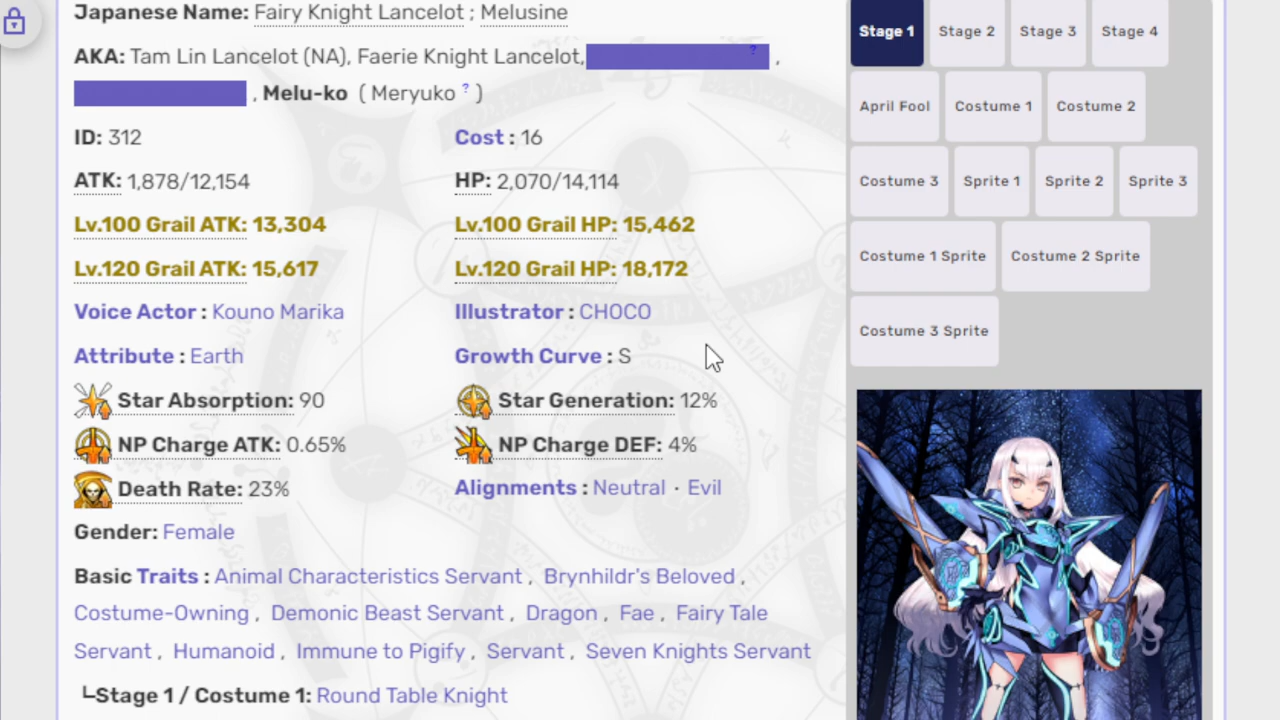 Japanese Name: Fairy Knight Lancelot ; Melusine
AKA: Tam Lin Lancelot (NA), Faerie Knight Lancelot, ? ,
, Melu-ko ( Meryuko ? )
ID: 312
Cost : 16
ATK: 1,878/12,154
HP: 2,070/14,114
Lv.100 Grail ATK: 13,304
Lv.100 Grail HP: 15,462
Lv.120 Grail ATK: 15,617
Lv.120 Grail HP: 18,172
Voice Actor : Kouno Marika
Illustrator : CHOCO
Attribute : Earth
Growth Curve : S
Star Absorption: 90
Star Generation: 12%
NP Charge ATK: 0.65%
NP Charge DEF: 4%
Death Rate: 23%
Alignments : Neutral · Evil
Gender: Female
Basic Traits : Animal Characteristics Servant , Brynhildr's Beloved ,
Costume-Owning , Demonic Beast Servant , Dragon , Fae , Fairy Tale
Servant , Humanoid , Immune to Pigify , Servant , Seven Knights Servant
┗Stage 1 / Costume 1: Round Table Knight
Stage 1
Stage 2
Stage 3
Stage 4
April Fool
Costume 1
Costume 2
Costume 3
Sprite 1
Sprite 2
Sprite 3
Costume 1 Sprite
Costume 2 Sprite
Costume 3 Sprite